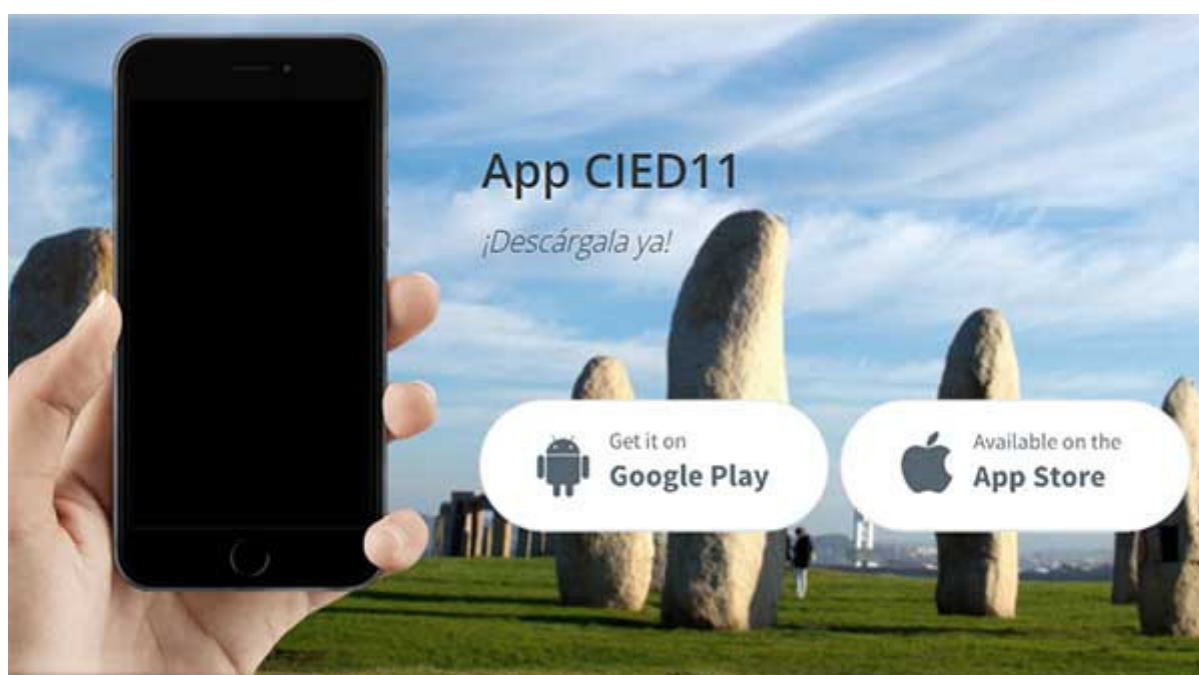 App CIED11
¡Descárgala ya!
Get it on
Google Play
Available on the
App Store